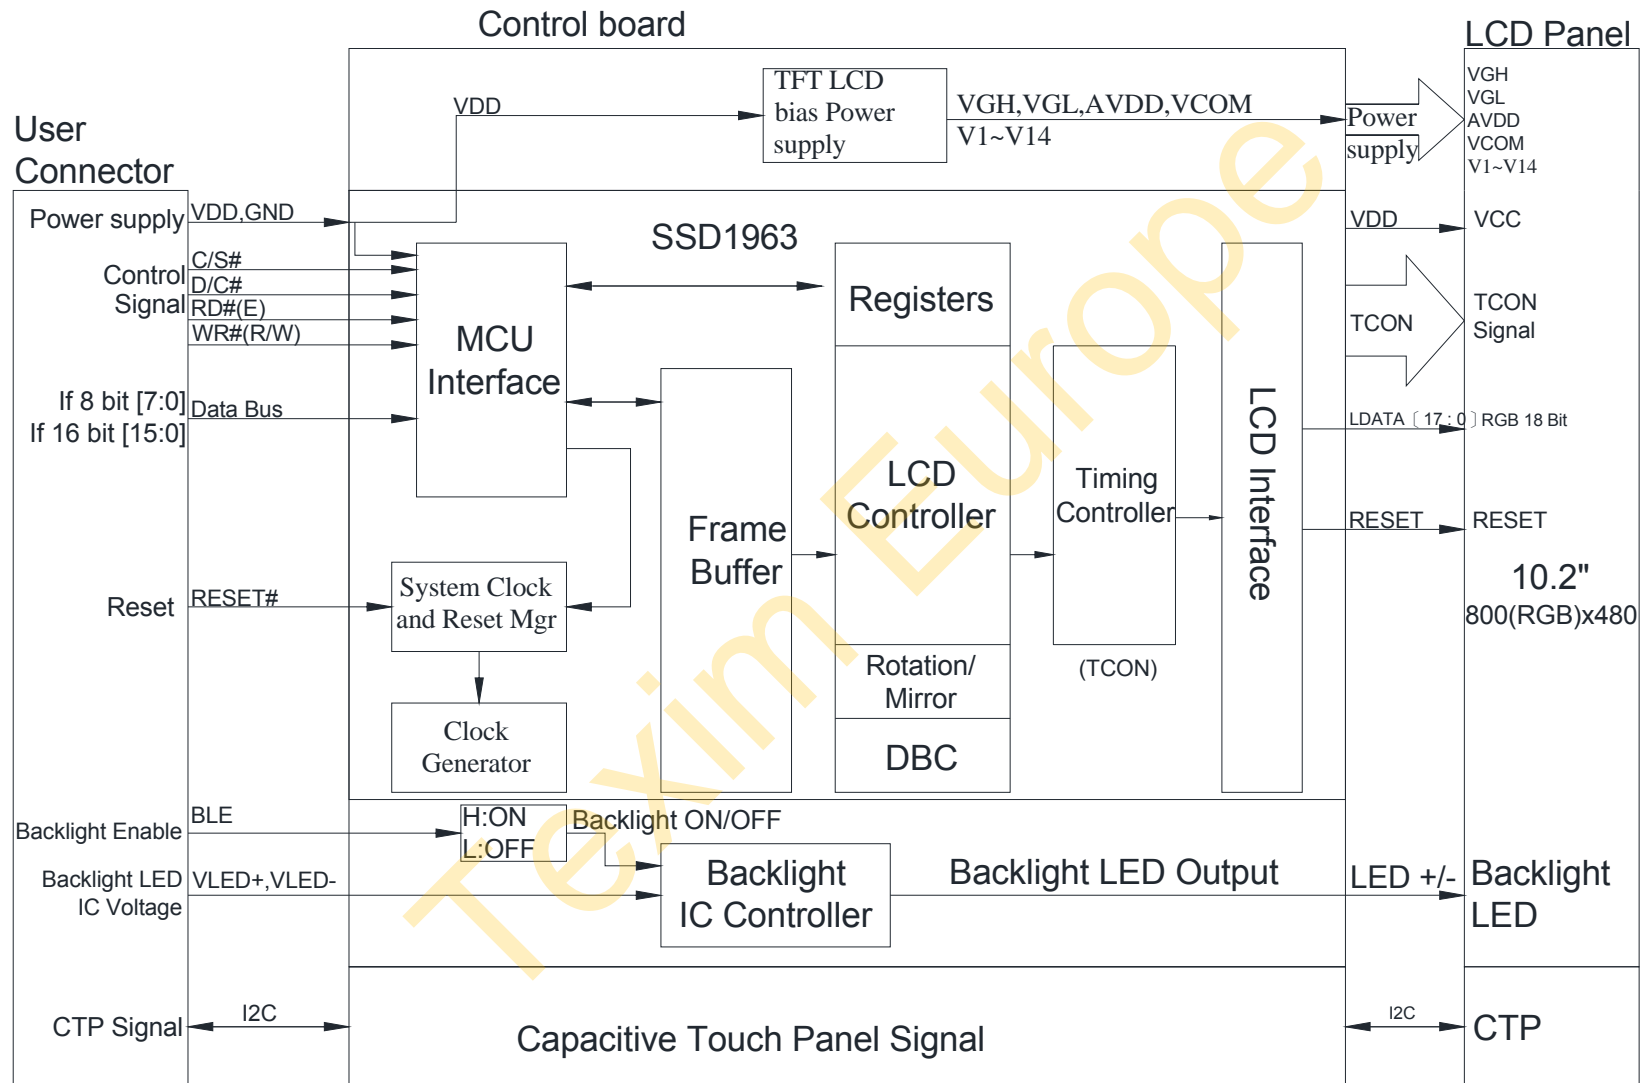 Control board
LCD Panel
User
Connector
VDD
TFT LCD
bias Power
supply
VGH,VGL,AVDD,VCOM
V1~V14
Power
supply
VGH
VGL
AVDD
VCOM
V1~V14
Power supply
VDD,GND
SSD1963
VDD
VCC
Control
Signal
C/S#
D/C#
RD#(E)
WR#(R/W)
MCU
Interface
Registers
TCON
TCON
Signal
If 8 bit [7:0]
If 16 bit [15:0]
Data Bus
LCD
Controller
Timing
Controller
(TCON)
LCD Interface
LDATA〔17:0〕RGB 18 Bit
Frame
Buffer
RESET
RESET
10.2"
800(RGB)x480
Reset
RESET#
System Clock
and Reset Mgr
Clock
Generator
Rotation/
Mirror
DBC
Backlight Enable
BLE
H:ON
L:OFF
Backlight ON/OFF
Backlight LED
IC Voltage
VLED+,VLED-
Backlight
IC Controller
Backlight LED Output
LED +/-
Backlight
LED
CTP Signal
I2C
Capacitive Touch Panel Signal
I2C
CTP
Texim Europe